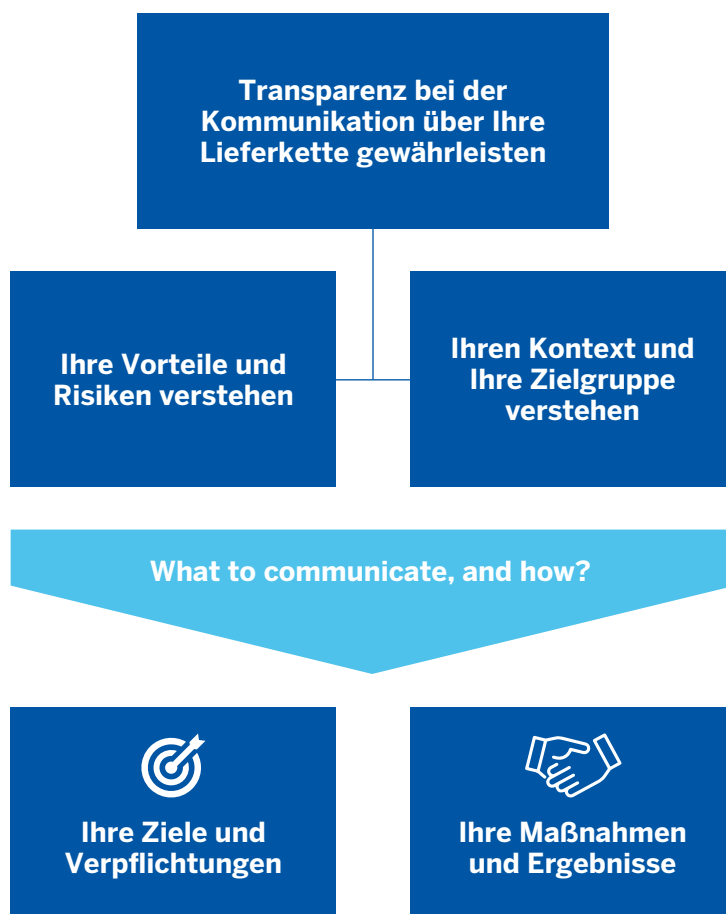 Transparenz bei der
Kommunikation über Ihre
Lieferkette gewährleisten
Ihre Vorteile und
Risiken verstehen
Ihren Kontext und
Ihre Zielgruppe
verstehen
What to communicate, and how?
Ihre Ziele und
Verpflichtungen
Ihre Maßnahmen
und Ergebnisse